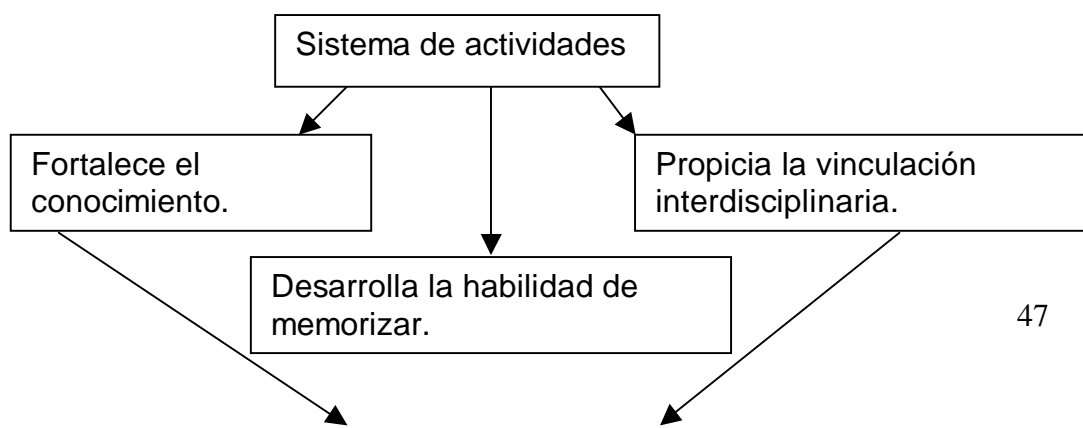 Sistema de actividades
Fortalece el
conocimiento.
Propicia la vinculación
interdisciplinaria.
Desarrolla la habilidad de
memorizar.
47